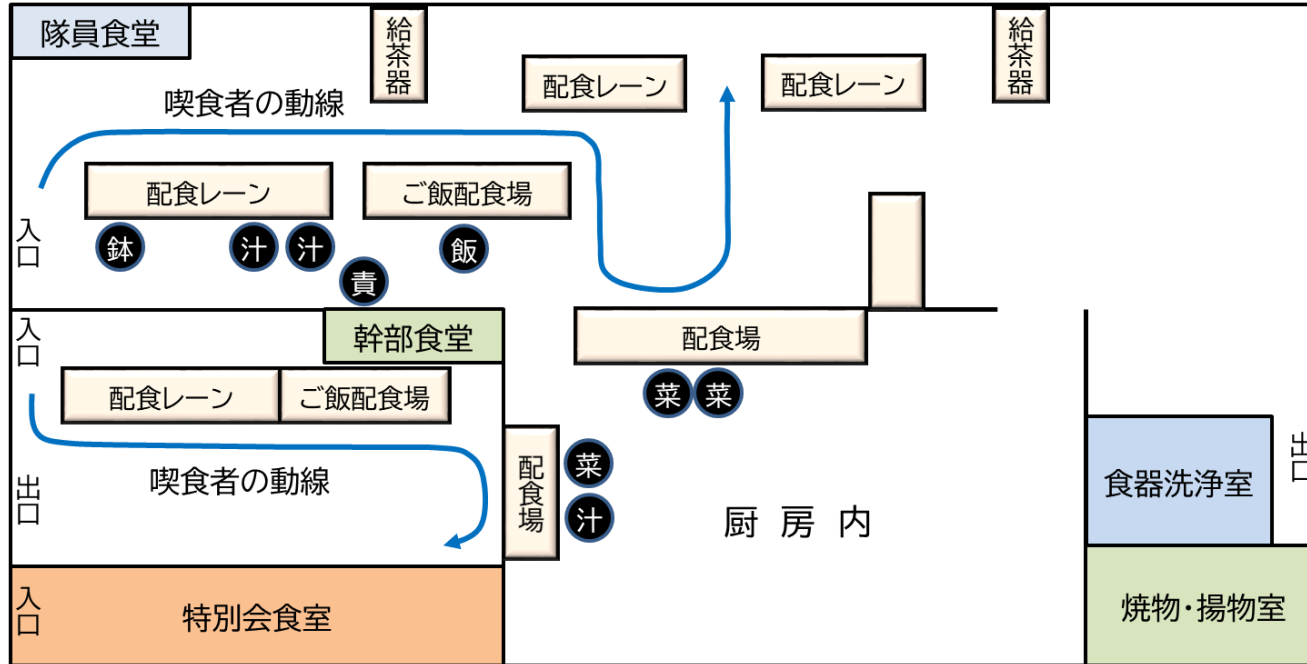 隊員食堂
給茶器
給茶器
配食レーン
配食レーン
喫食者の動線
配食レーン
ご飯配食場
入口
鉢
汁
汁
飯
責
入口
幹部食堂
配食場
配食レーン
ご飯配食場
菜
菜
喫食者の動線
出口
配食場
菜
汁
厨房内
食器洗浄室
出口
入口
特別会食室
焼物・揚物室